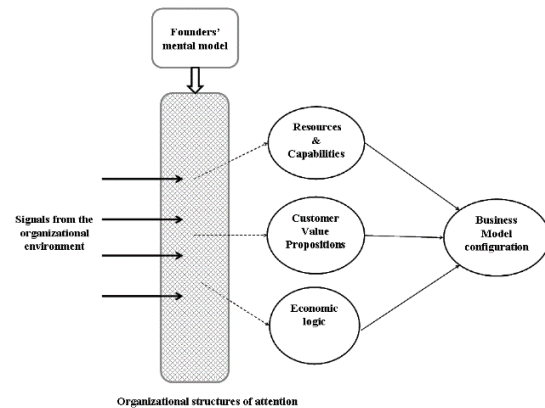 Founders'
mental model
Resources
&
Capabilities
Signals from the
organizational
environment
Customer
Value
Propositions
Business
Model
configuration
Economic
logic
Organizational structures of attention